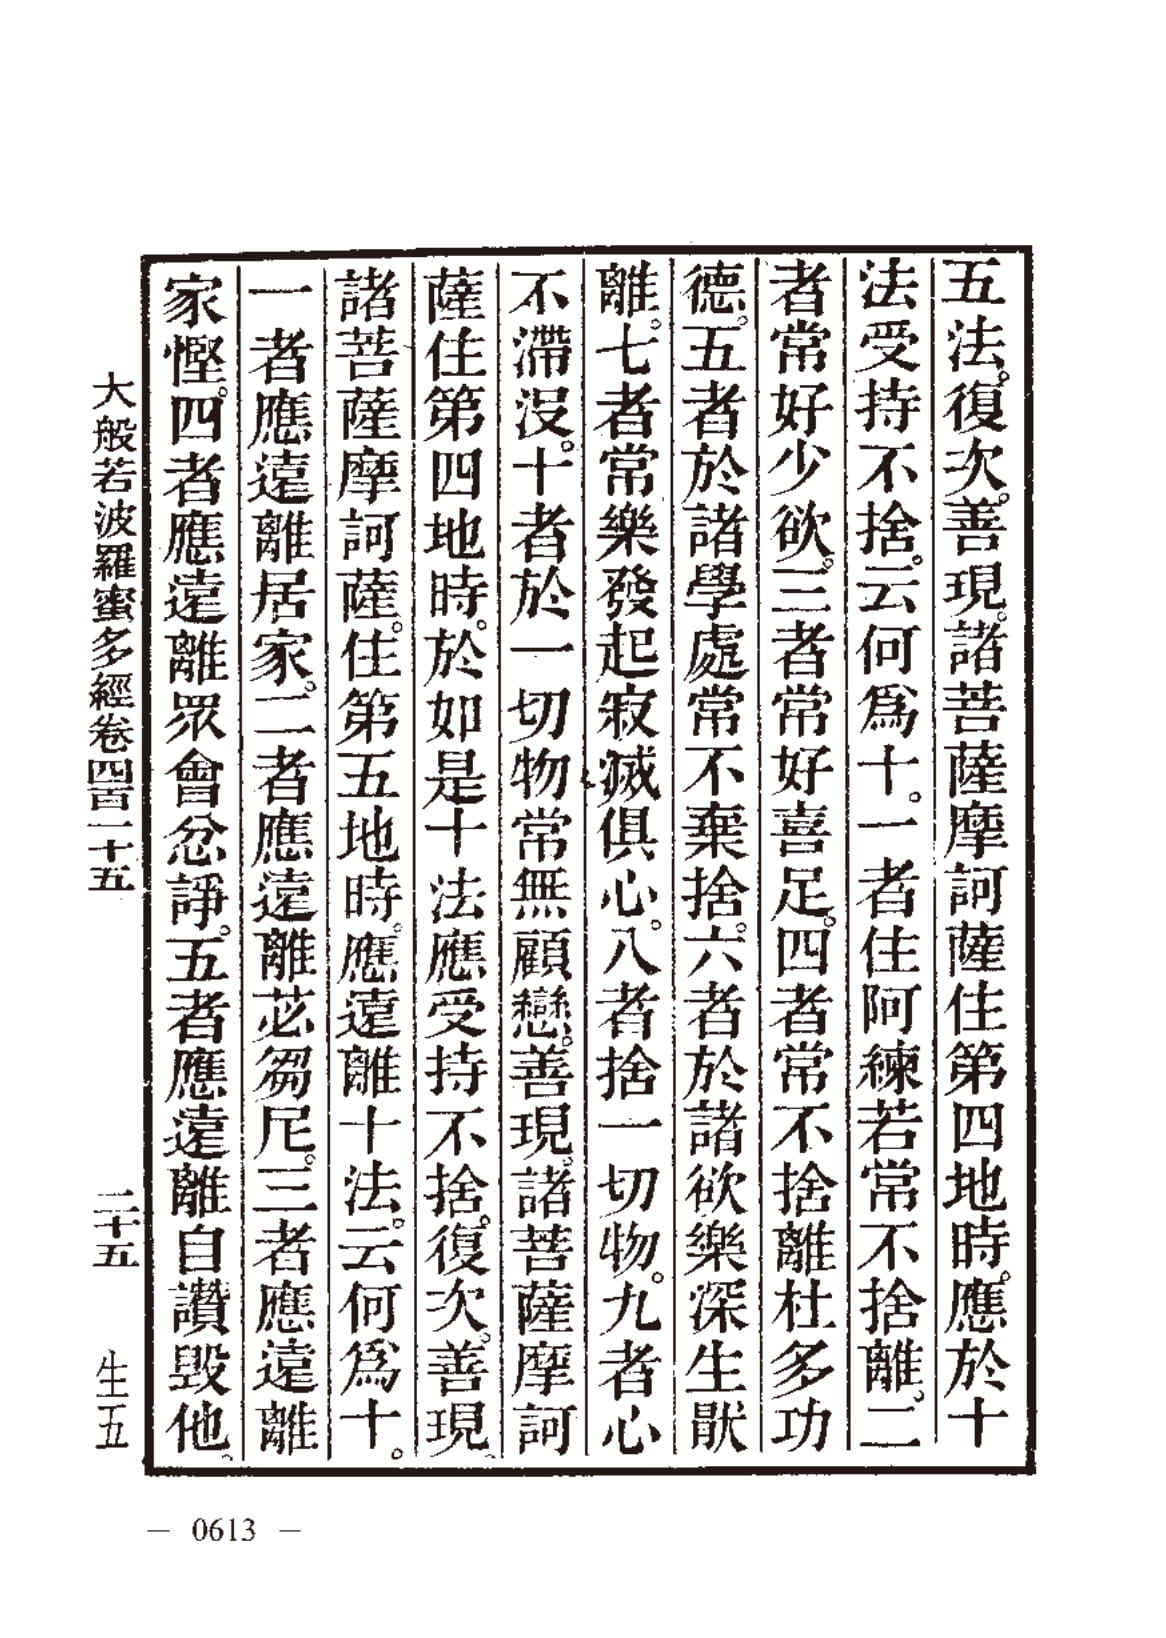 五法。復次。善現。諸菩薩摩訶薩住第四地時。應於十
法受持不捨。云何爲十。一者住阿練若常不捨離。二
者常好少欲。三者常好喜足。四者常不捨離杜多功
德。五者於諸學處常不棄捨。六者於諸欲樂深生厭
離。七者常樂發起寂滅俱心。八者捨一切物。九者心
不滯沒。十者於一切物常無顧戀。善現。諸菩薩摩訶
薩住第四地時。於如是十法應受持不捨。復次。善現。
諸菩薩摩訶薩。住第五地時。應遠離十法。云何爲十。
一者應遠離居家。二者應遠離苾芻尼。三者應遠離
家慳。四者應遠離眾會忿諍。五者應遠離自讚毀他。
大般若波羅蜜多經卷四百一十五 二十五 生五
— 0613 —